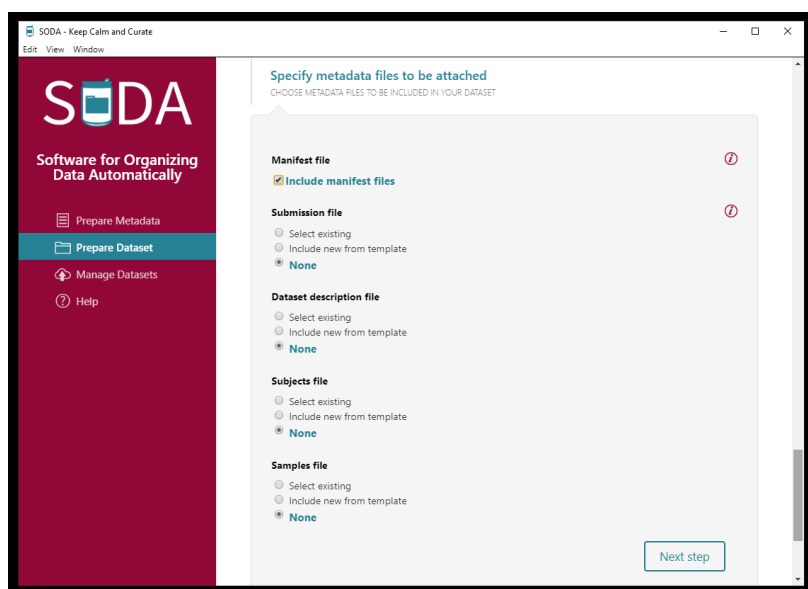 SODA - Keep Calm and Curate
Edit View Window
SODA
Software for Organizing
Data Automatically
Prepare Metadata
Prepare Dataset
Manage Datasets
Help
Specify metadata files to be attached
CHOOSE METADATA FILES TO BE INCLUDED IN YOUR DATASET
Manifest file
Include manifest files
Submission file
Select existing
Include new from template
None
Dataset description file
Select existing
Include new from template
None
Subjects file
Select existing
Include new from template
None
Samples file
Select existing
Include new from template
None
Next step